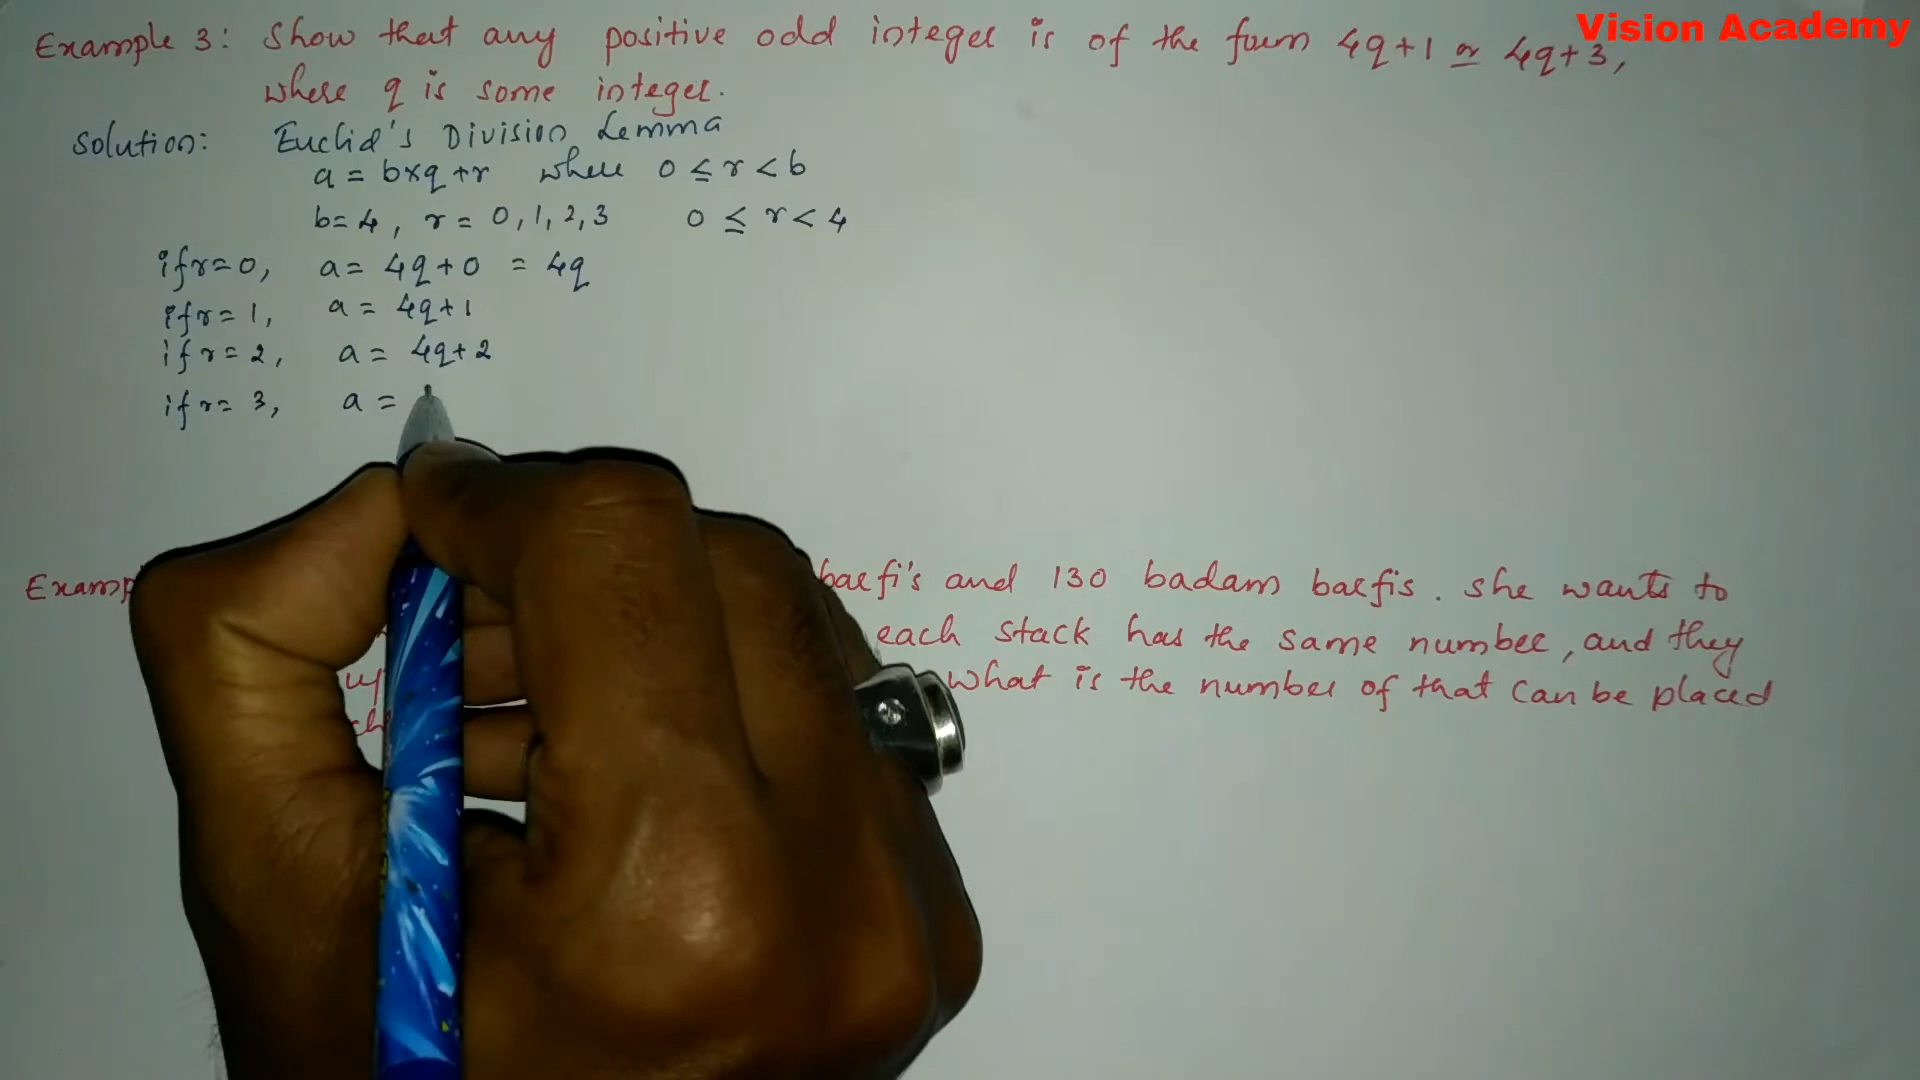 Vision Academy
Example 3: Show that any positive odd integer is of the form 4q+1 or 4q+3,
where q is some integer.
Solution: Euclid's Division Lemma
a = b×q+r where 0 ≤ r < b
b=4, r = 0,1,2,3 0 ≤ r < 4
if r=0, a = 4q+0 = 4q
if r=1, a = 4q+1
if r=2, a = 4q+2
if r=3, a =
barfi's and 130 badam barfis. She wants to
each stack has the same number, and they
what is the number of that can be placed